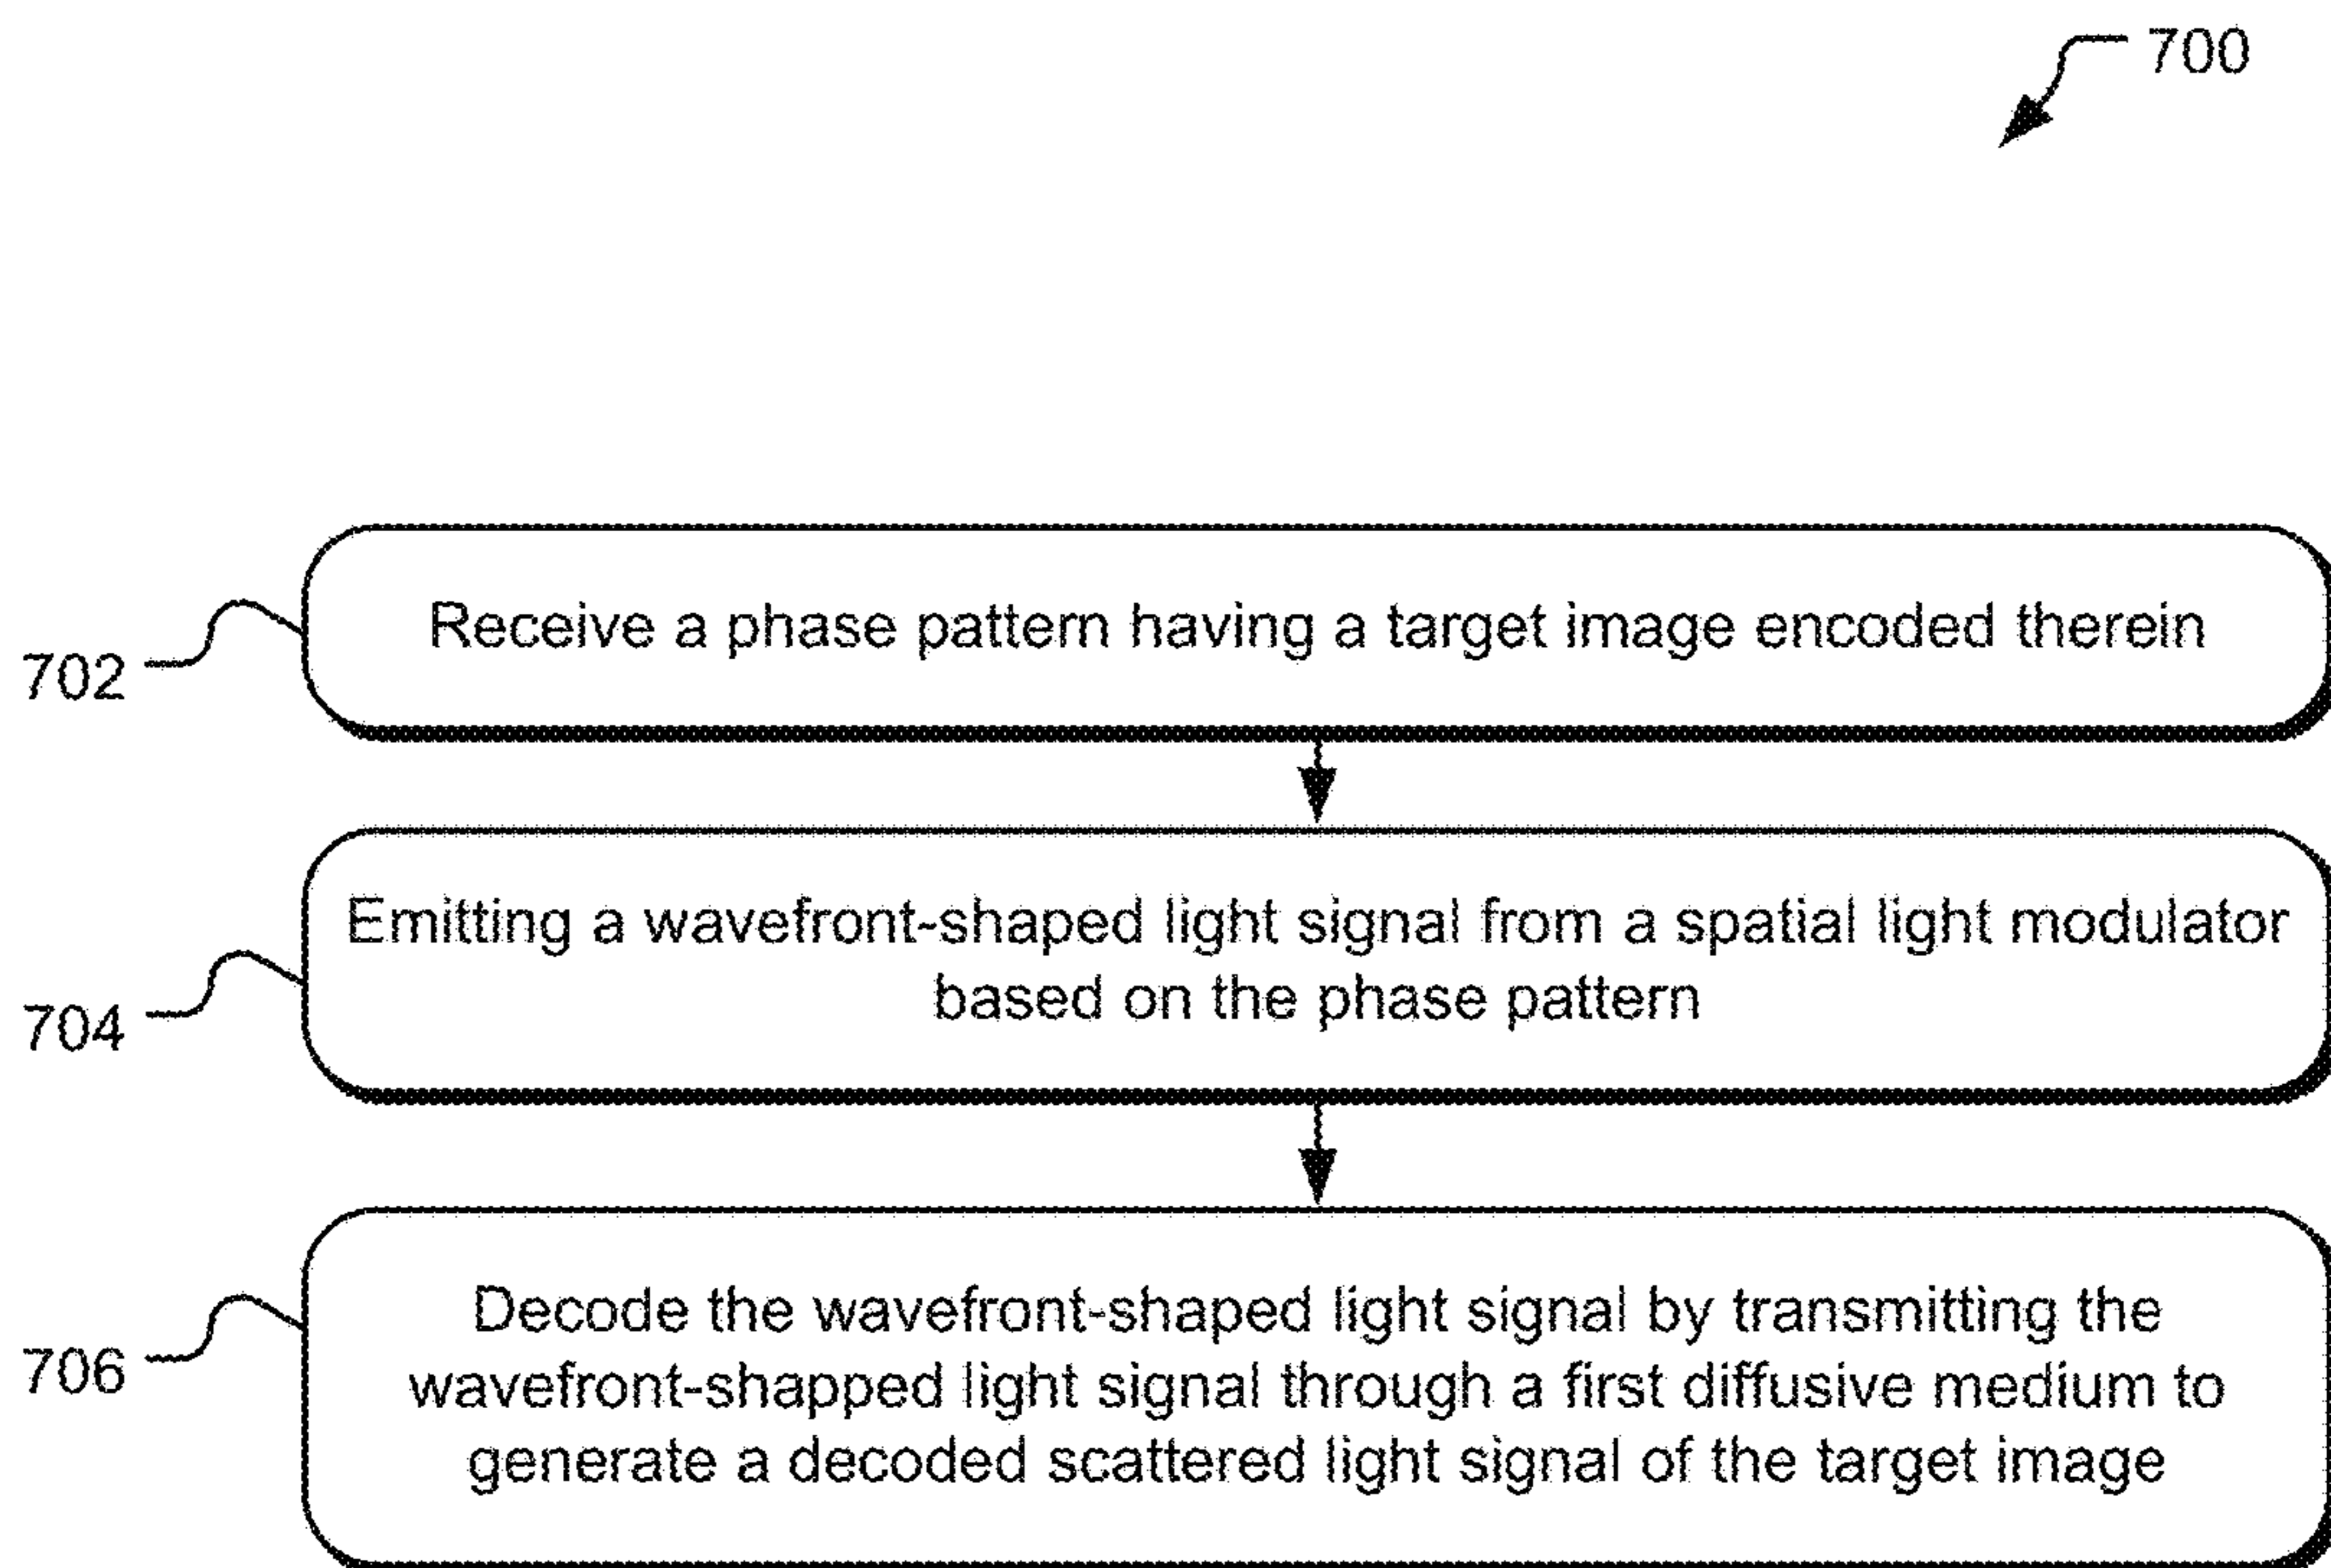 700
702
Receive a phase pattern having a target image encoded therein
704
Emitting a wavefront-shaped light signal from a spatial light modulator
based on the phase pattern
706
Decode the wavefront-shaped light signal by transmitting the
wavefront-shapped light signal through a first diffusive medium to
generate a decoded scattered light signal of the target image